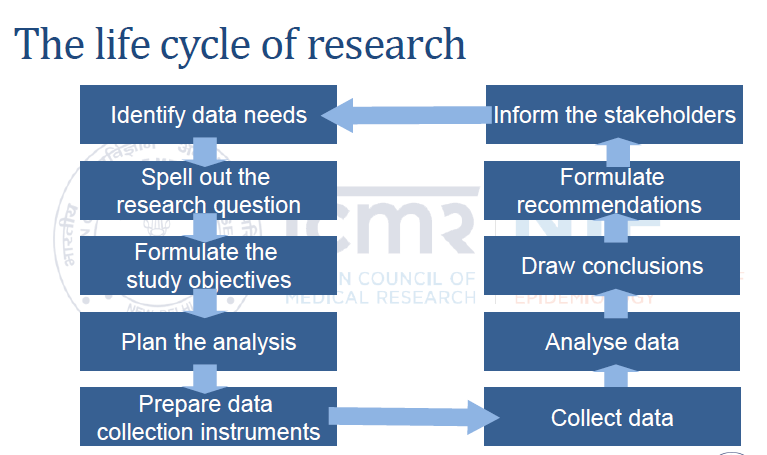 The life cycle of research
Identify data needs
Spell out the
research question
Formulate the
study objectives
Plan the analysis
Prepare data
collection instruments
Collect data
Analyse data
Draw conclusions
Formulate
recommendations
Inform the stakeholders
icmr
COUNCIL OF
MEDICAL RESEARCH
EPIDEMIOLOGY